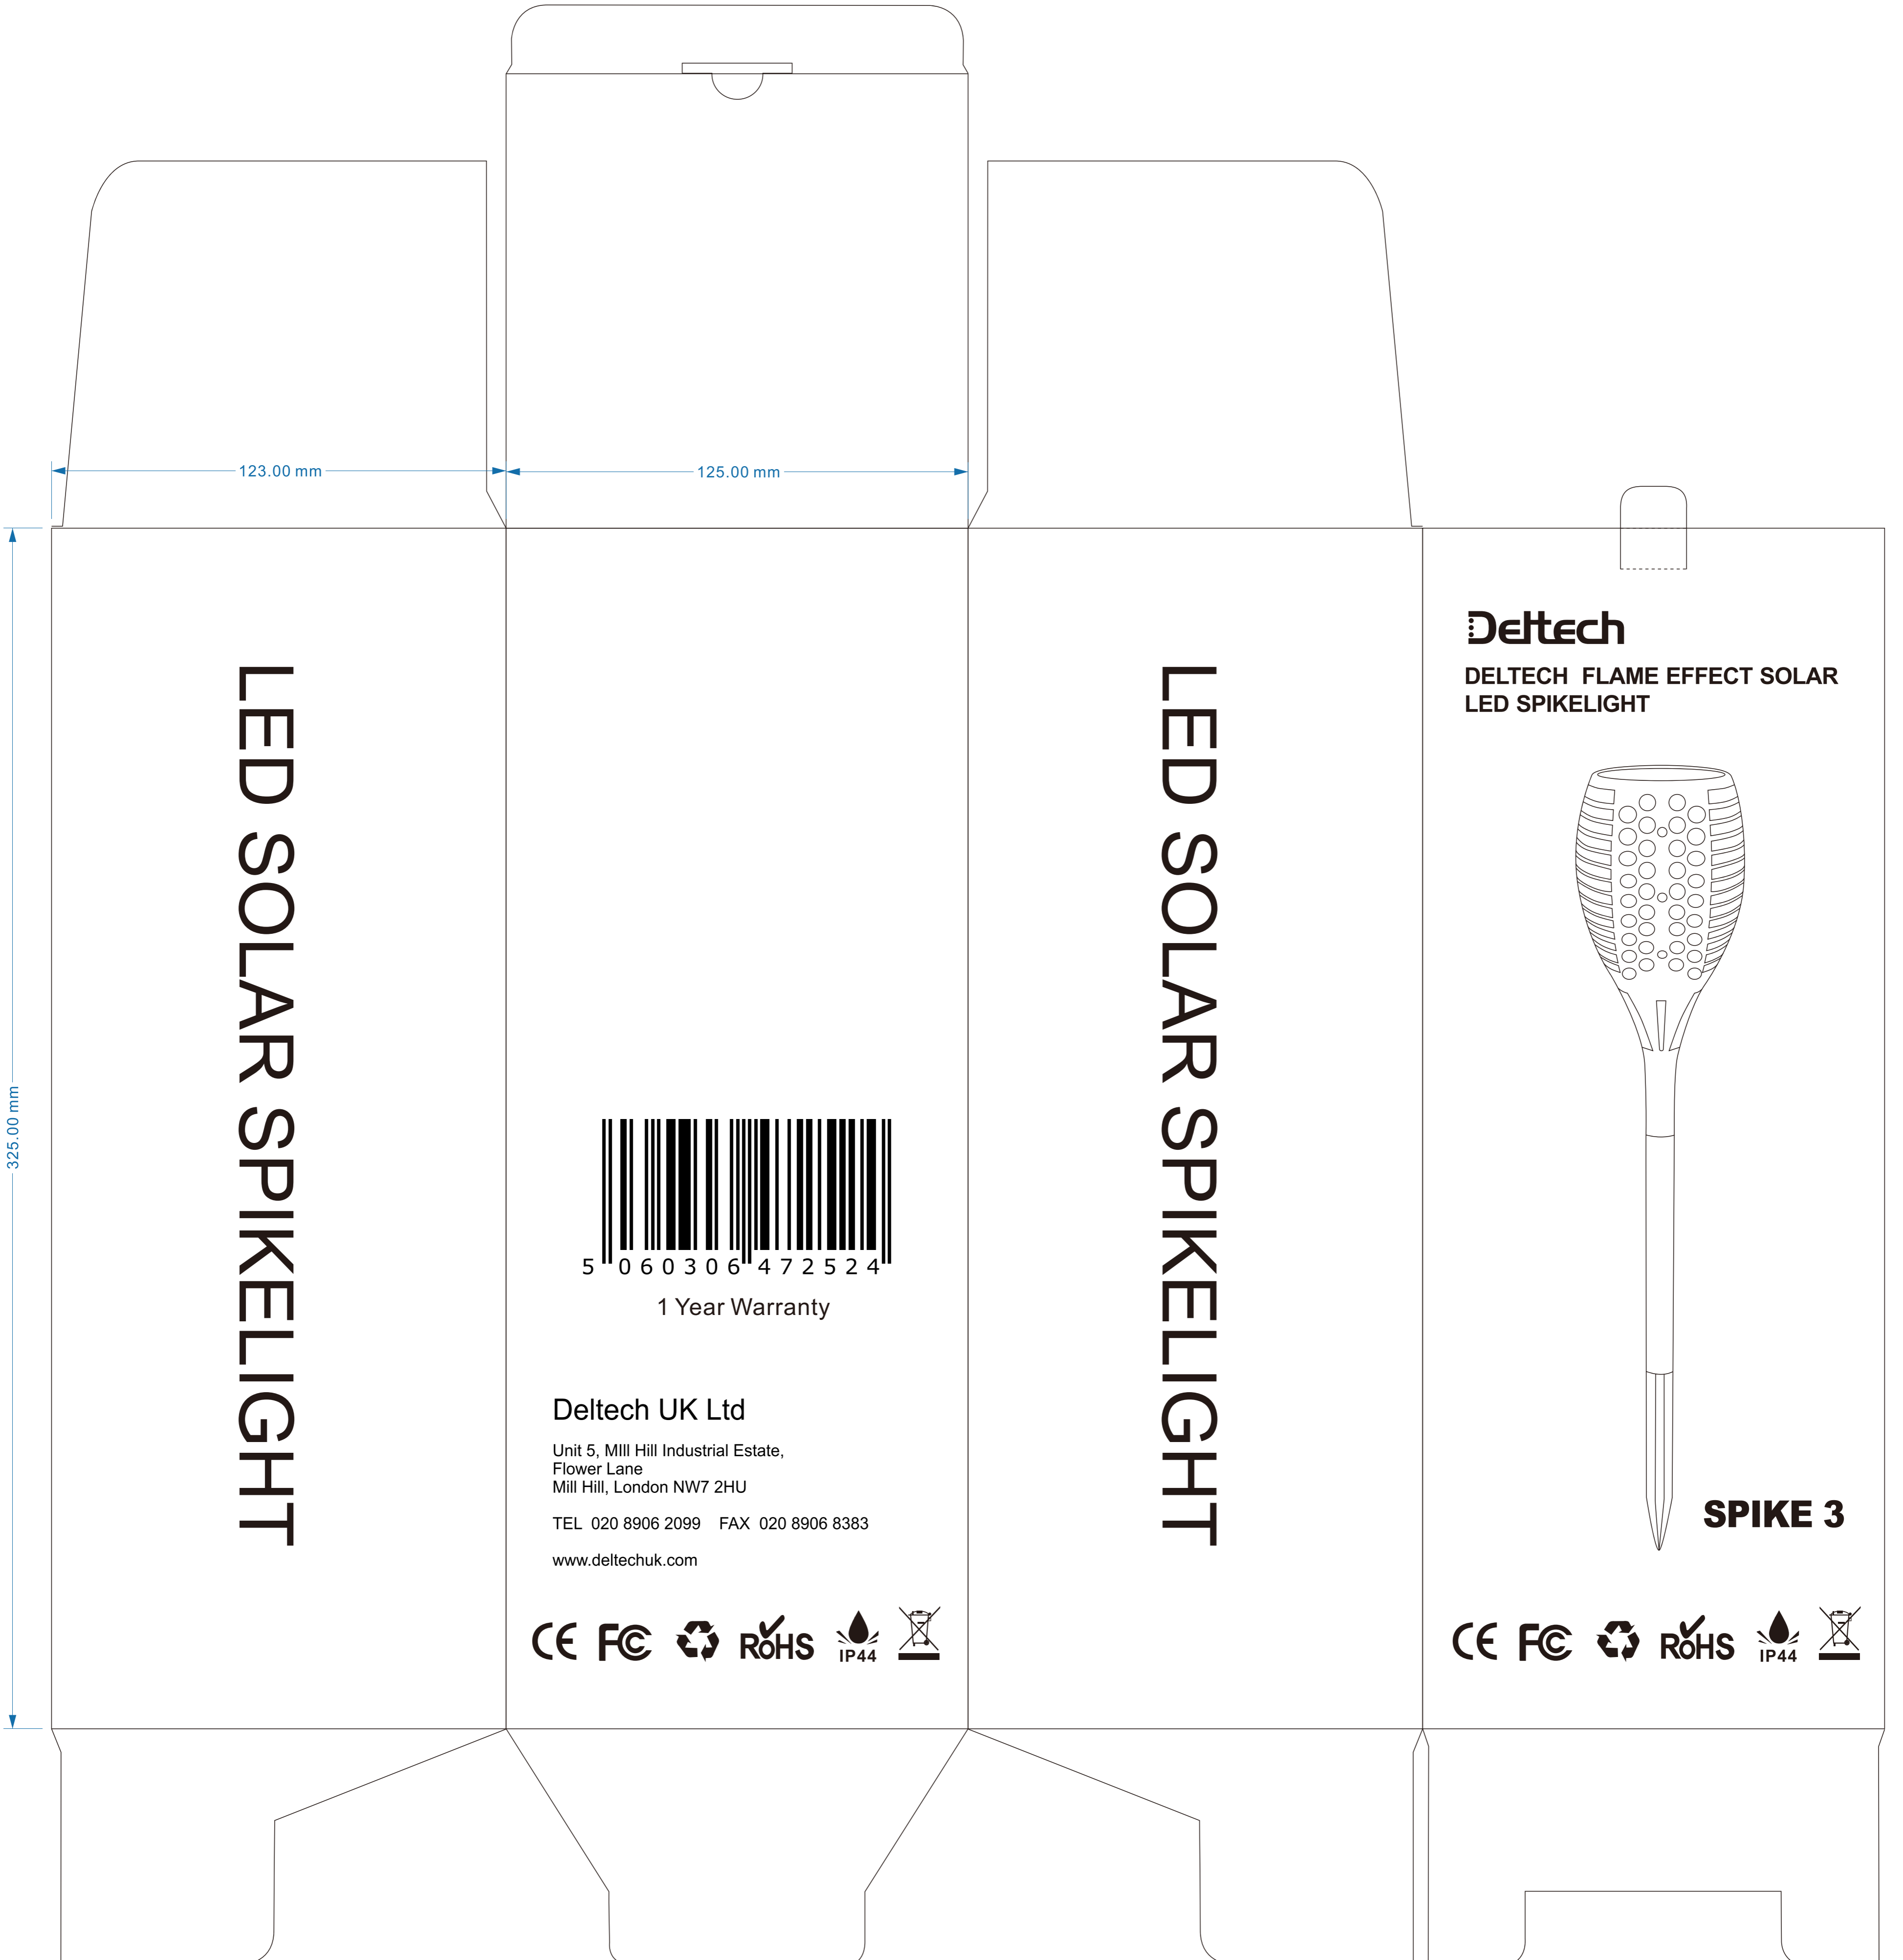 123.00 mm
125.00 mm
325.00 mm
LED SOLAR SPIKELIGHT
5 060306 472524
1 Year Warranty
Deltech UK Ltd
Unit 5, MIll Hill Industrial Estate,
Flower Lane
Mill Hill, London NW7 2HU
TEL 020 8906 2099 FAX 020 8906 8383
www.deltechuk.com
CE FC RoHS IP44
LED SOLAR SPIKELIGHT
Deltech
DELTECH FLAME EFFECT SOLAR
LED SPIKELIGHT
SPIKE 3
CE FC RoHS IP44